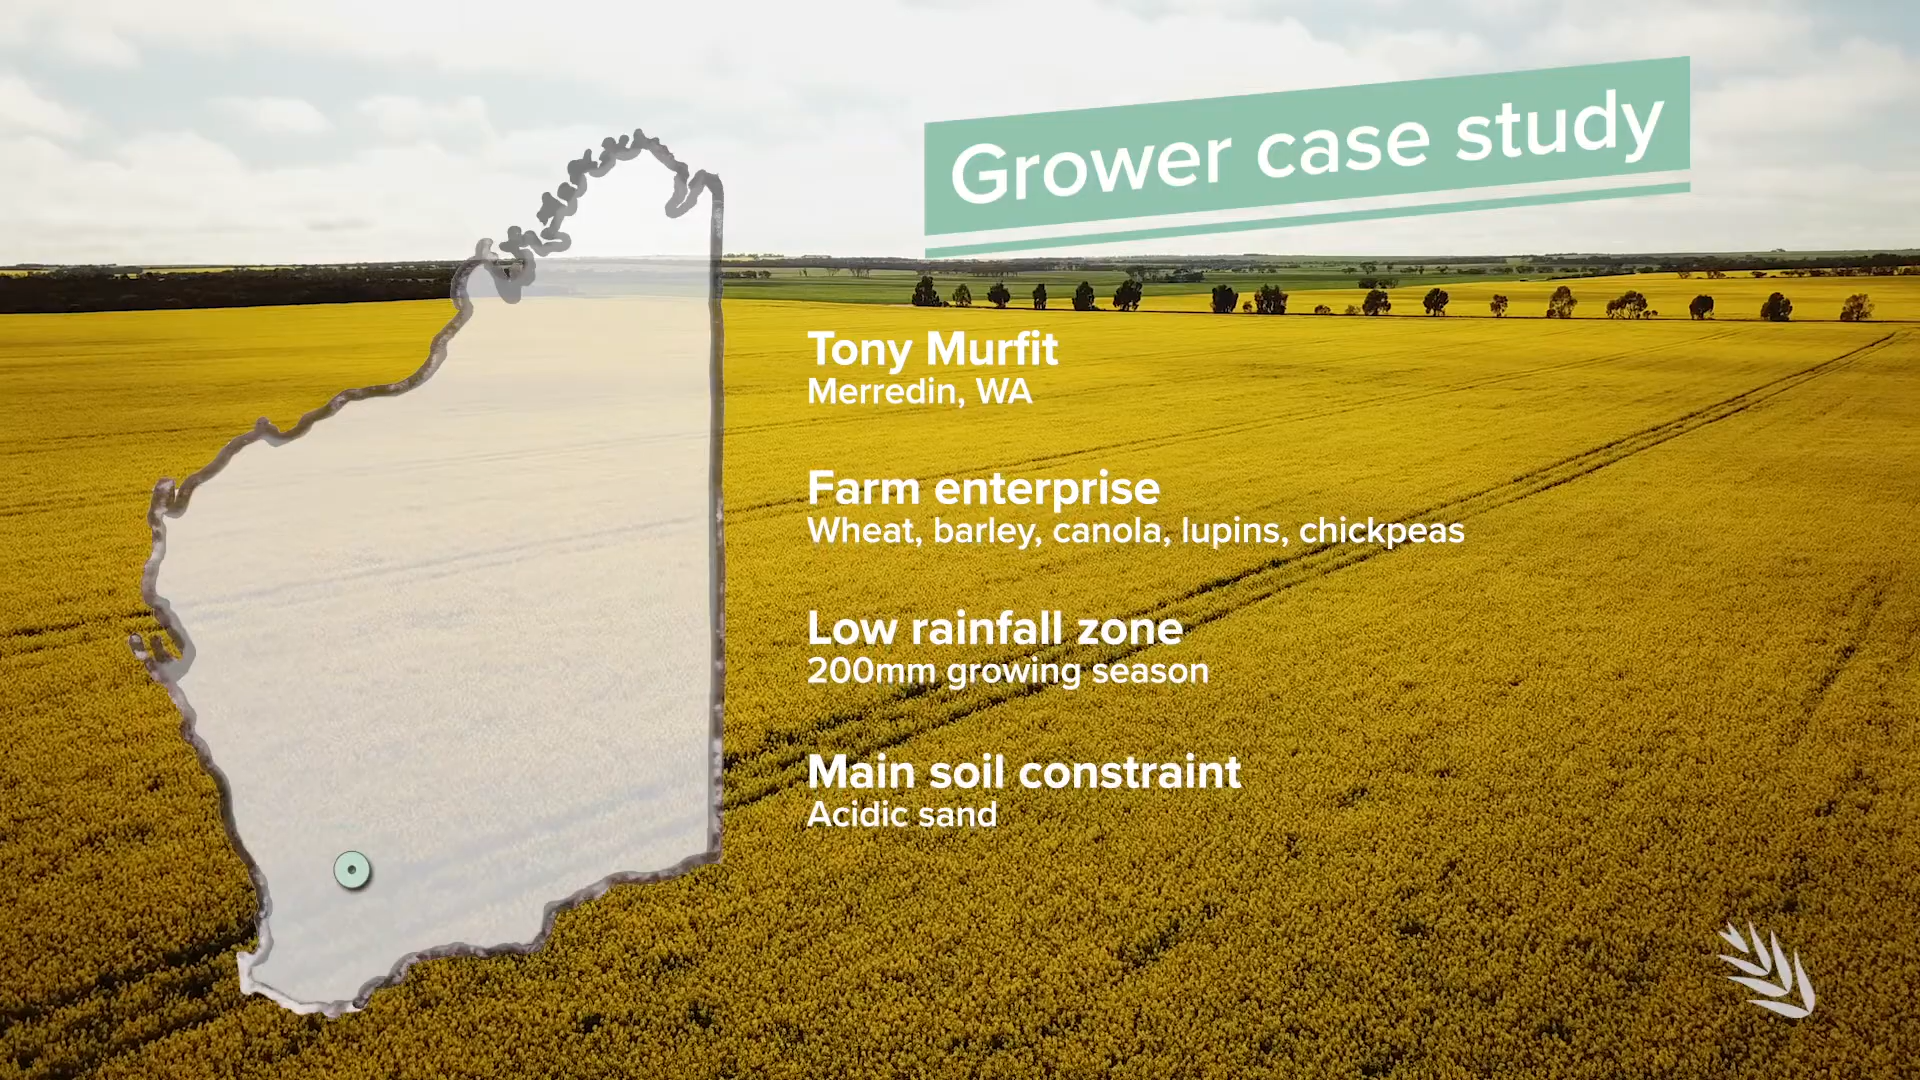 Grower case study
Tony Murfit
Merredin, WA
Farm enterprise
Wheat, barley, canola, lupins, chickpeas
Low rainfall zone
200mm growing season
Main soil constraint
Acidic sand